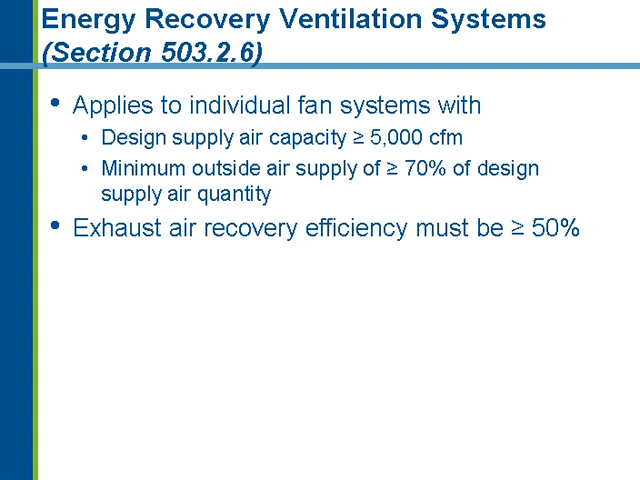 Energy Recovery Ventilation Systems
(Section 503.2.6)
• Applies to individual fan systems with
• Design supply air capacity ≥ 5,000 cfm
• Minimum outside air supply of ≥ 70% of design
supply air quantity
• Exhaust air recovery efficiency must be ≥ 50%